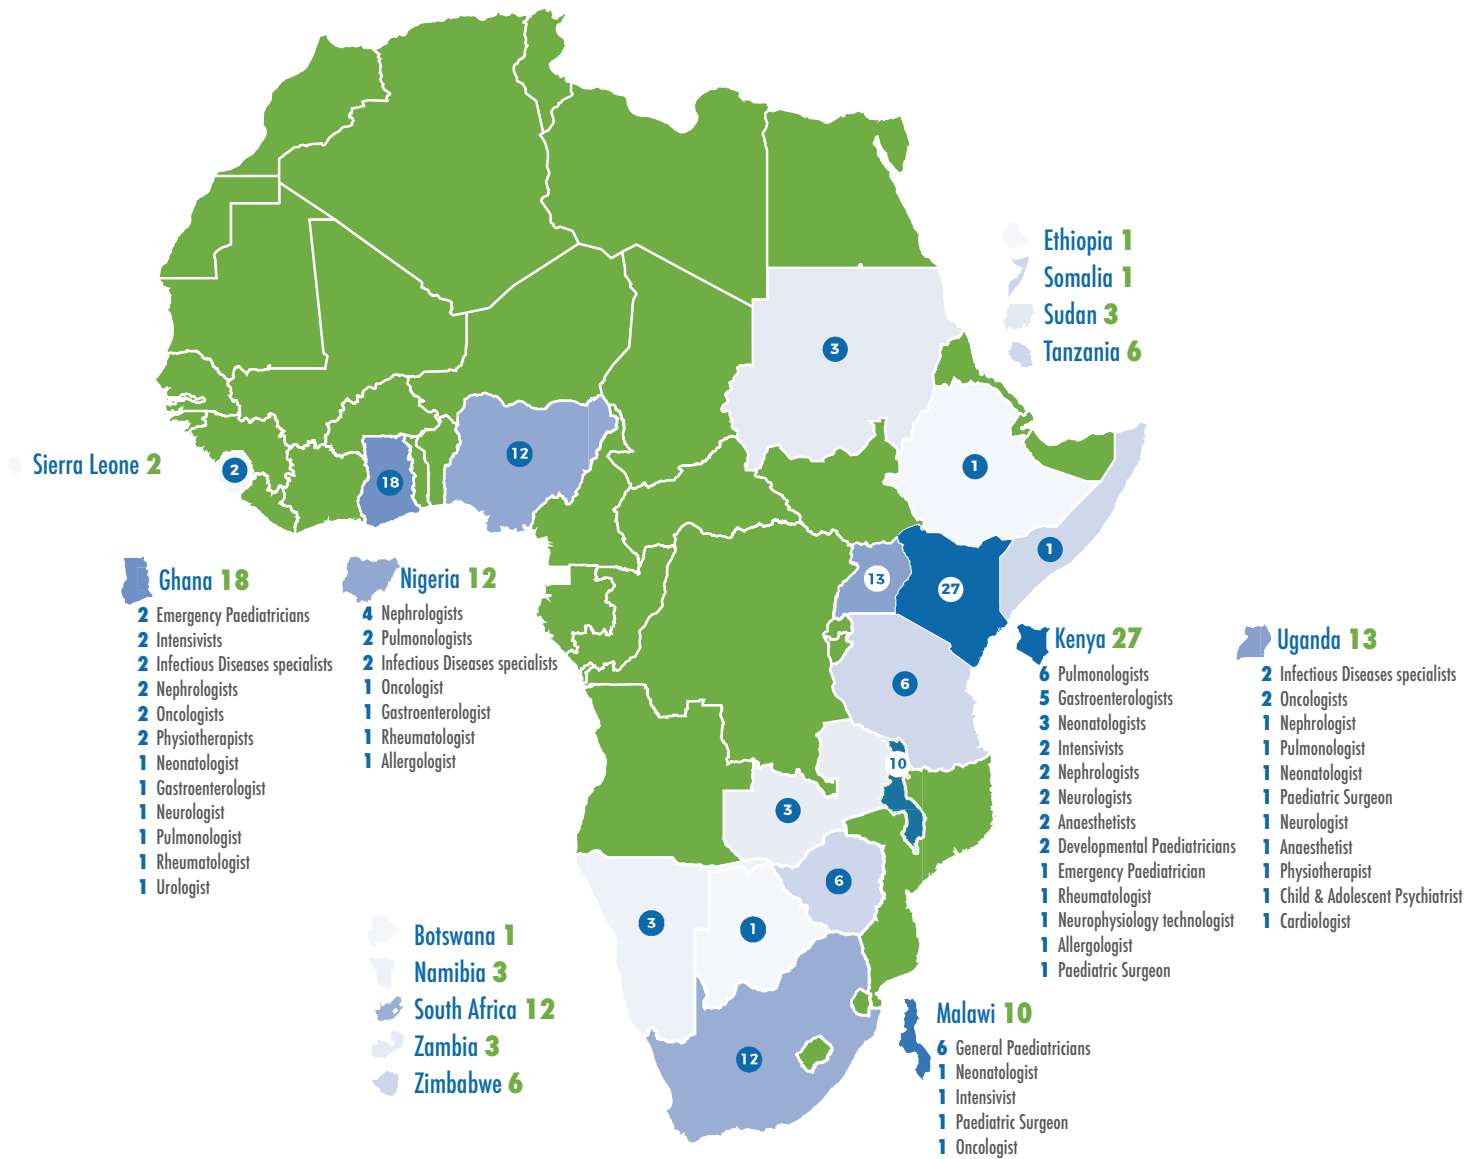 Ethiopia 1
Somalia 1
Sudan 3
Tanzania 6
3
Sierra Leone 2
2
18
12
1
1
13
27
6
10
3
6
3
1
12
Ghana 18
2 Emergency Paediatricians
2 Intensivists
2 Infectious Diseases specialists
2 Nephrologists
2 Oncologists
2 Physiotherapists
1 Neonatologist
1 Gastroenterologist
1 Neurologist
1 Pulmonologist
1 Rheumatologist
1 Urologist
Nigeria 12
4 Nephrologists
2 Pulmonologists
2 Infectious Diseases specialists
1 Oncologist
1 Gastroenterologist
1 Rheumatologist
1 Allergologist
Kenya 27
6 Pulmonologists
5 Gastroenterologists
3 Neonatologists
2 Intensivists
2 Nephrologists
2 Neurologists
2 Anaesthetists
2 Developmental Paediatricians
1 Emergency Paediatrician
1 Rheumatologist
1 Neurophysiology technologist
1 Allergologist
1 Paediatric Surgeon
Uganda 13
2 Infectious Diseases specialists
2 Oncologists
1 Nephrologist
1 Pulmonologist
1 Neonatologist
1 Paediatric Surgeon
1 Neurologist
1 Anaesthetist
1 Physiotherapist
1 Child & Adolescent Psychiatrist
1 Cardiologist
Botswana 1
Namibia 3
South Africa 12
Zambia 3
Zimbabwe 6
Malawi 10
6 General Paediatricians
1 Neonatologist
1 Intensivist
1 Paediatric Surgeon
1 Oncologist